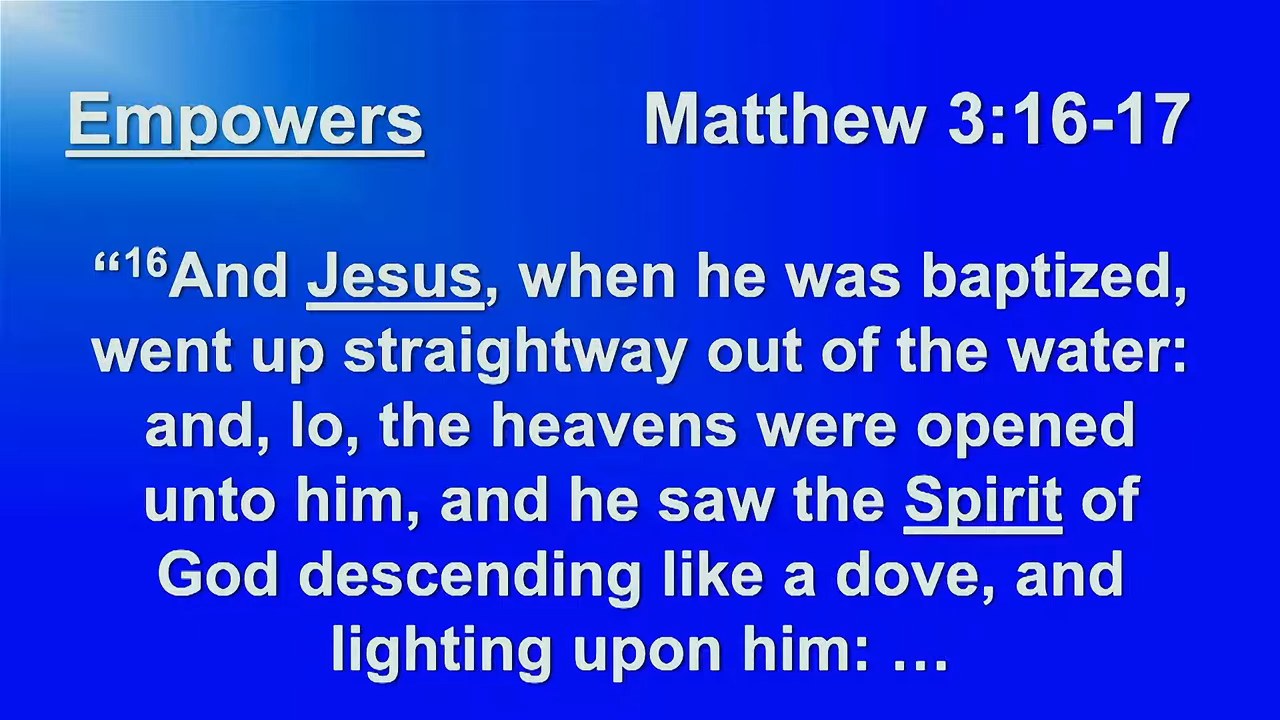 Empowers Matthew 3:16-17
“16And Jesus, when he was baptized,
went up straightway out of the water:
and, lo, the heavens were opened
unto him, and he saw the Spirit of
God descending like a dove, and
lighting upon him: …